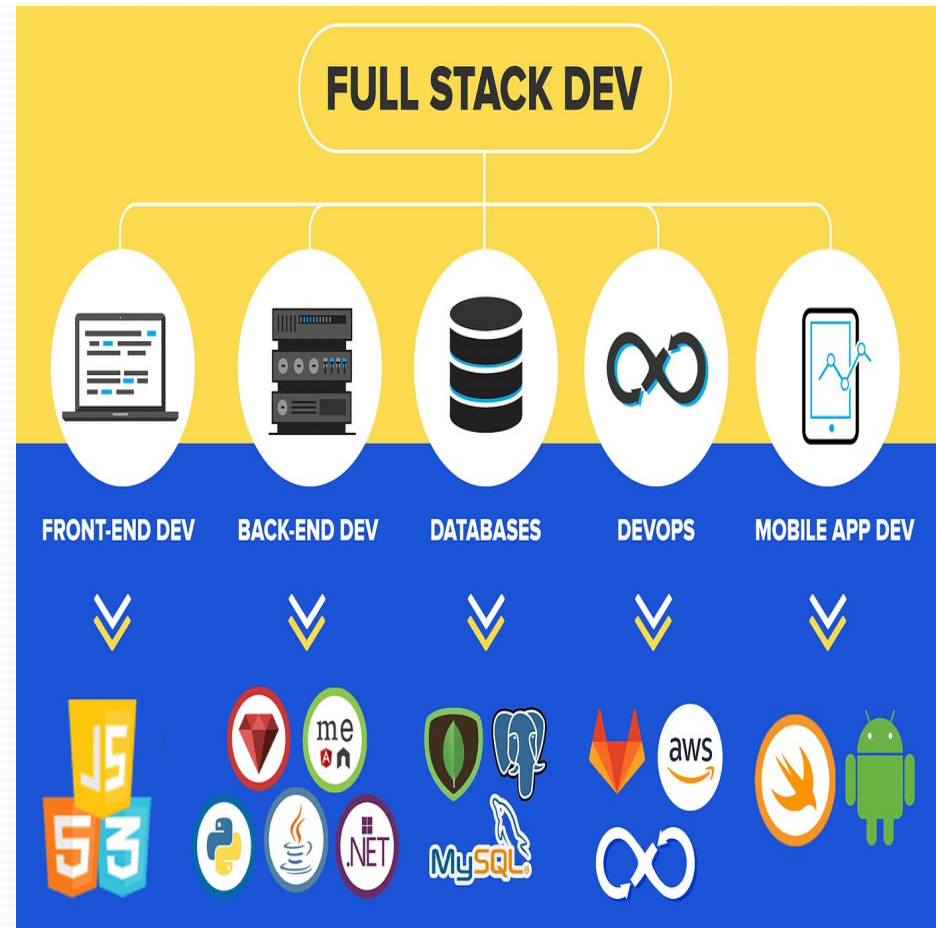 FULL STACK DEV
FRONT-END DEV
BACK-END DEV
DATABASES
DEVOPS
MOBILE APP DEV
JS
5
3
me
A
n
.NET
MySQL
aws